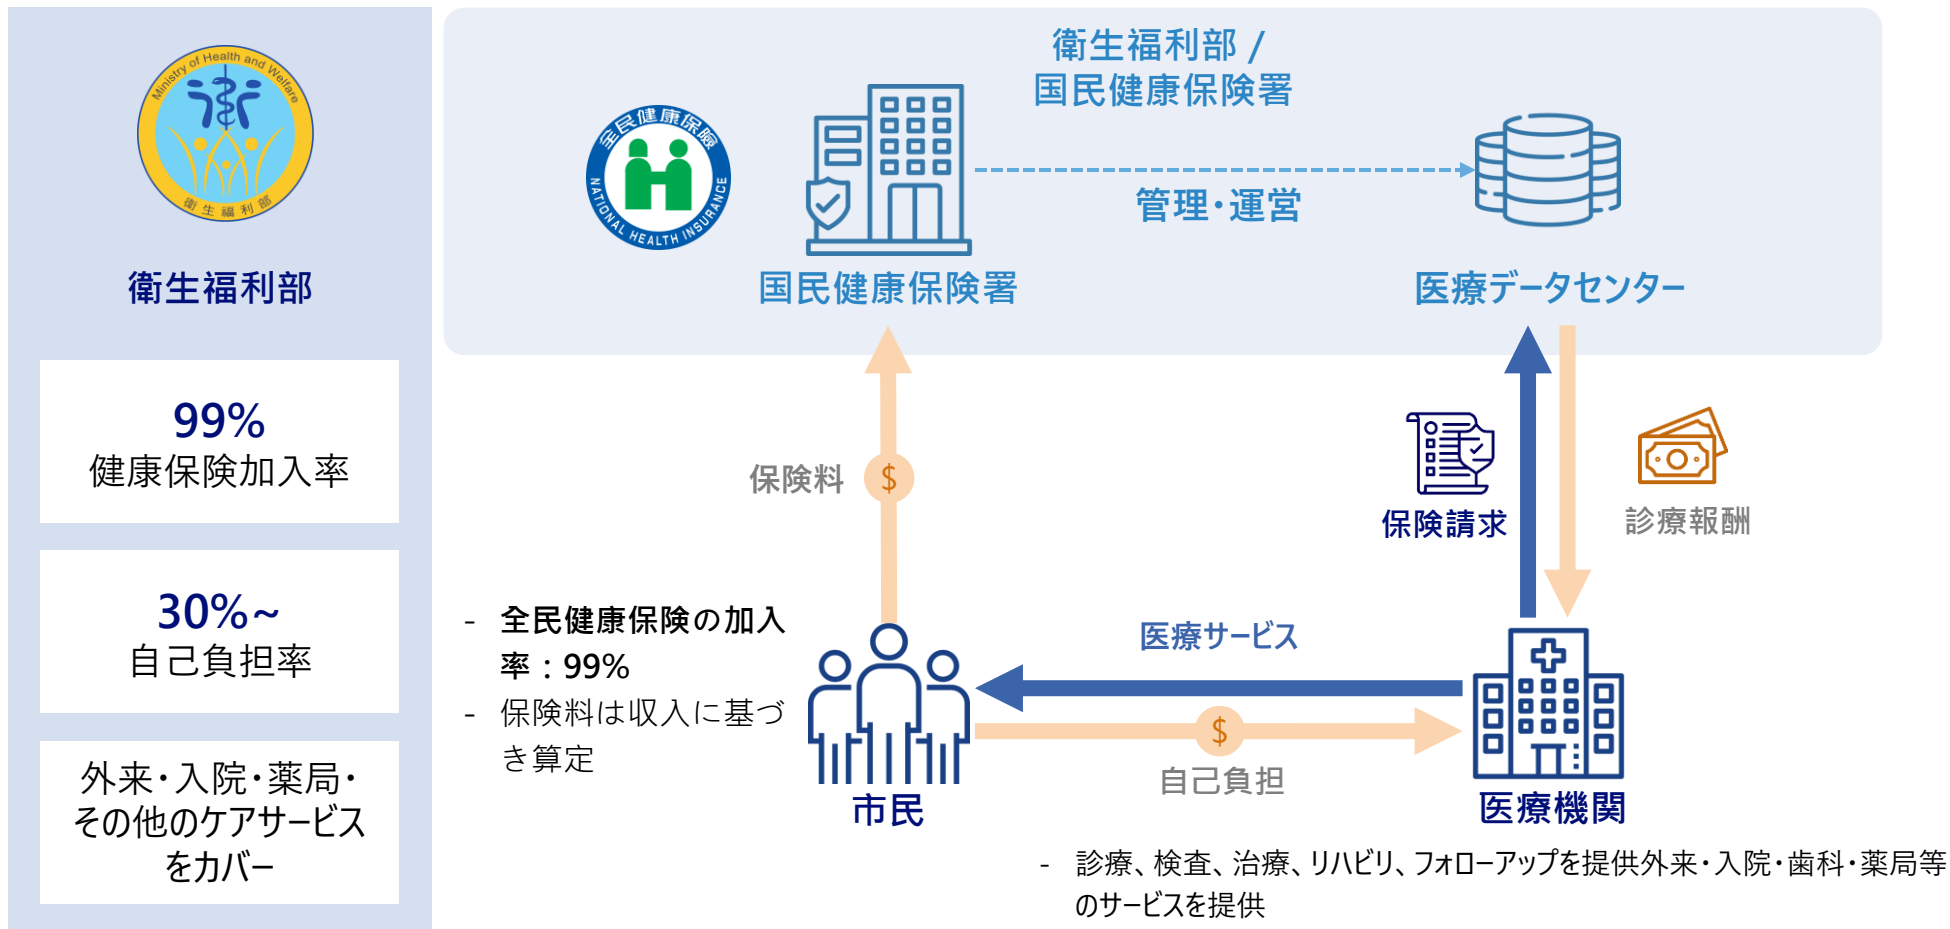 Ministry of Health and Welfare
衛生福利部
衛生福利部
99%
健康保険加入率
30%~
自己負担率
外来・入院・薬局・
その他のケアサービス
をカバー
衛生福利部 /
国民健康保険署
全民健康保險
NATIONAL HEALTH INSURANCE
管理・運営
国民健康保険署
医療データセンター
保険料
$
保険請求
診療報酬
- 全民健康保険の加入
率：99%
- 保険料は収入に基づ
き算定
医療サービス
$
自己負担
市民
医療機関
- 診療、検査、治療、リハビリ、フォローアップを提供外来・入院・歯科・薬局等
のサービスを提供